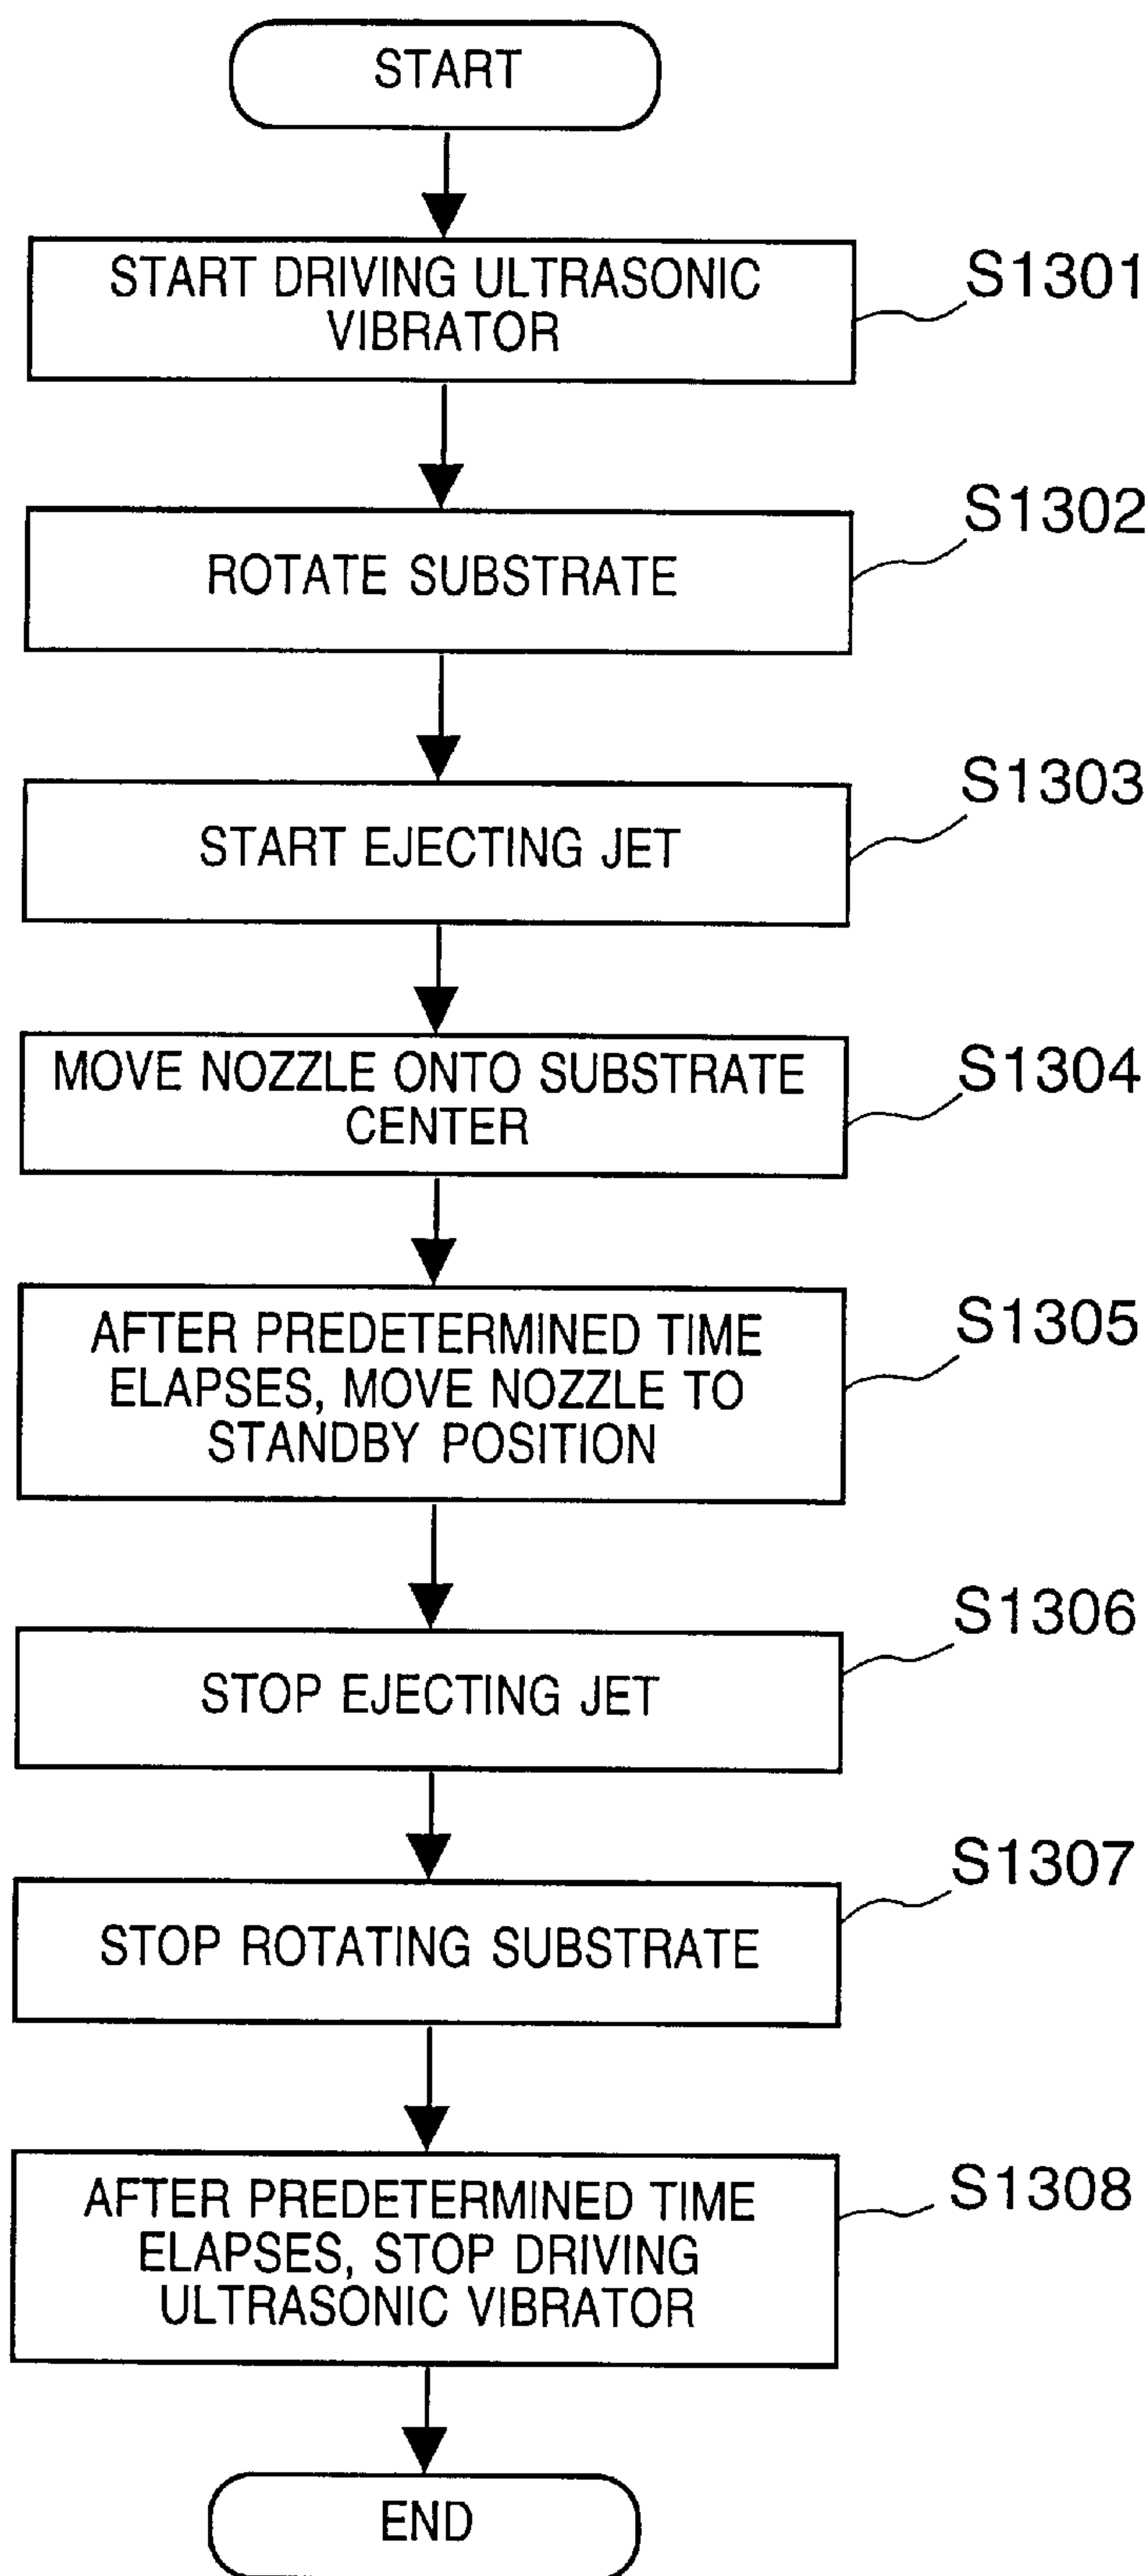 START
START DRIVING ULTRASONIC
VIBRATOR
S1301
ROTATE SUBSTRATE
S1302
START EJECTING JET
S1303
MOVE NOZZLE ONTO SUBSTRATE
CENTER
S1304
AFTER PREDETERMINED TIME
ELAPSES, MOVE NOZZLE TO
STANDBY POSITION
S1305
STOP EJECTING JET
S1306
STOP ROTATING SUBSTRATE
S1307
AFTER PREDETERMINED TIME
ELAPSES, STOP DRIVING
ULTRASONIC VIBRATOR
S1308
END